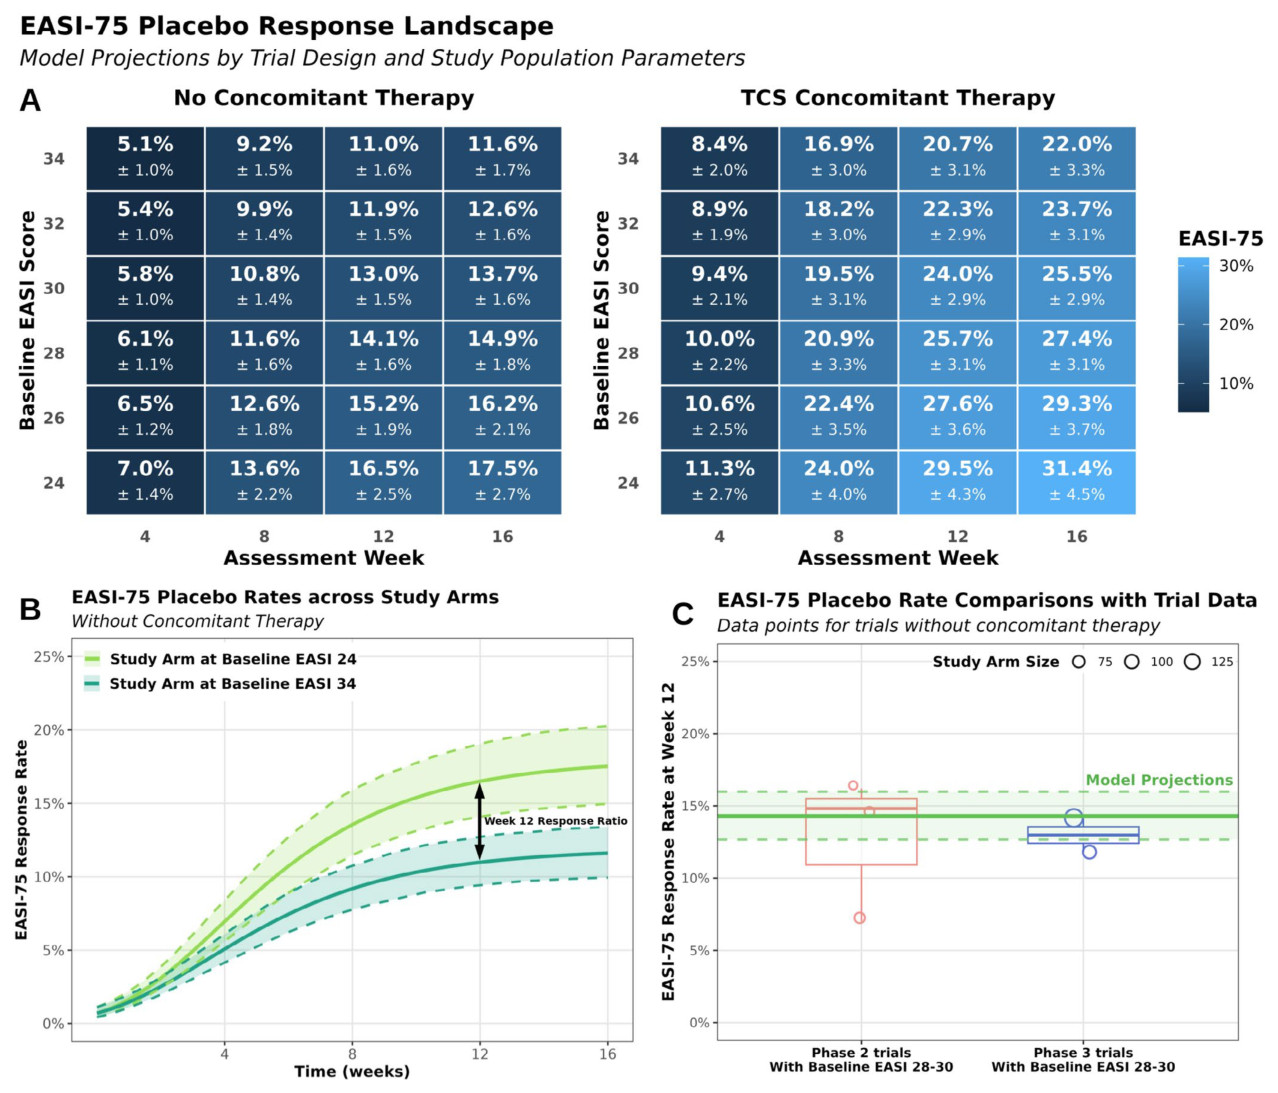 EASI-75 Placebo Response Landscape
Model Projections by Trial Design and Study Population Parameters
A
No Concomitant Therapy
Baseline EASI Score
34 5.1% 9.2% 11.0% 11.6%
± 1.0% ± 1.5% ± 1.6% ± 1.7%
32 5.4% 9.9% 11.9% 12.6%
± 1.0% ± 1.4% ± 1.5% ± 1.6%
30 5.8% 10.8% 13.0% 13.7%
± 1.0% ± 1.4% ± 1.5% ± 1.6%
28 6.1% 11.6% 14.1% 14.9%
± 1.1% ± 1.6% ± 1.6% ± 1.8%
26 6.5% 12.6% 15.2% 16.2%
± 1.2% ± 1.8% ± 1.9% ± 2.1%
24 7.0% 13.6% 16.5% 17.5%
± 1.4% ± 2.2% ± 2.5% ± 2.7%
4 8 12 16
Assessment Week
TCS Concomitant Therapy
Baseline EASI Score
34 8.4% 16.9% 20.7% 22.0%
± 2.0% ± 3.0% ± 3.1% ± 3.3%
32 8.9% 18.2% 22.3% 23.7%
± 1.9% ± 3.0% ± 2.9% ± 3.1%
30 9.4% 19.5% 24.0% 25.5%
± 2.1% ± 3.1% ± 2.9% ± 2.9%
28 10.0% 20.9% 25.7% 27.4%
± 2.2% ± 3.3% ± 3.1% ± 3.1%
26 10.6% 22.4% 27.6% 29.3%
± 2.5% ± 3.5% ± 3.6% ± 3.7%
24 11.3% 24.0% 29.5% 31.4%
± 2.7% ± 4.0% ± 4.3% ± 4.5%
4 8 12 16
Assessment Week
EASI-75
30%
20%
10%
B
EASI-75 Placebo Rates across Study Arms
Without Concomitant Therapy
EASI-75 Response Rate
25%
20%
15%
10%
5%
0%
Study Arm at Baseline EASI 24
Study Arm at Baseline EASI 34
Week 12 Response Ratio
4 8 12 16
Time (weeks)
C
EASI-75 Placebo Rate Comparisons with Trial Data
Data points for trials without concomitant therapy
EASI-75 Response Rate at Week 12
25%
20%
15%
10%
5%
0%
Study Arm Size 75 100 125
Model Projections
Phase 2 trials
With Baseline EASI 28-30
Phase 3 trials
With Baseline EASI 28-30